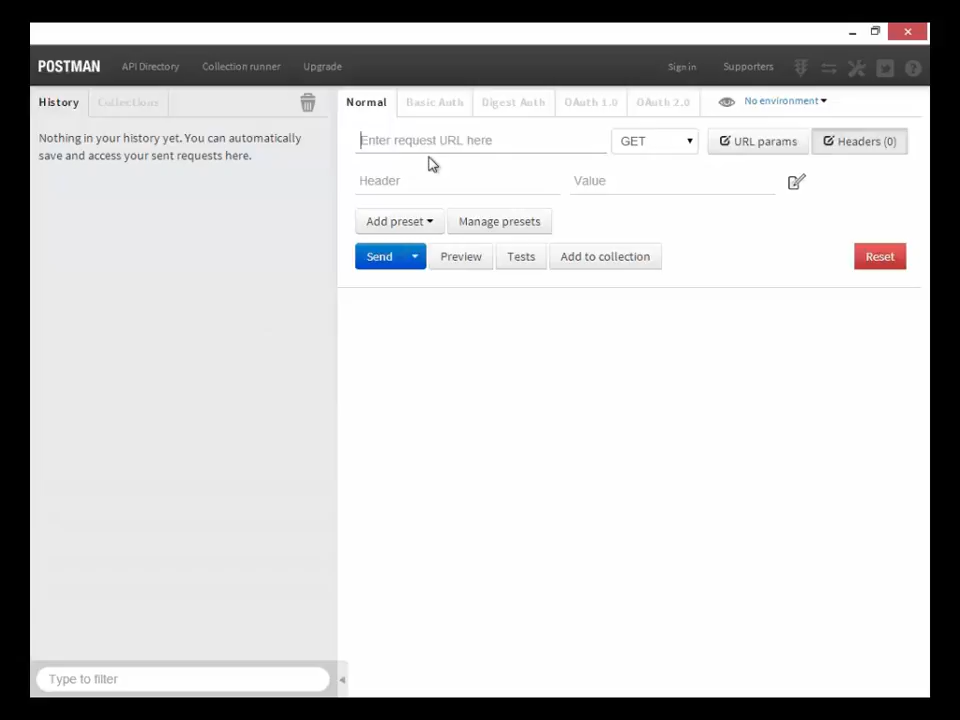 POSTMAN API Directory Collection runner Upgrade Sign in Supporters
History Collections Normal Basic Auth Digest Auth OAuth 1.0 OAuth 2.0 No environment
Nothing in your history yet. You can automatically
save and access your sent requests here.
Enter request URL here GET URL params Headers (0)
Header Value
Add preset Manage presets
Send Preview Tests Add to collection Reset
Type to filter